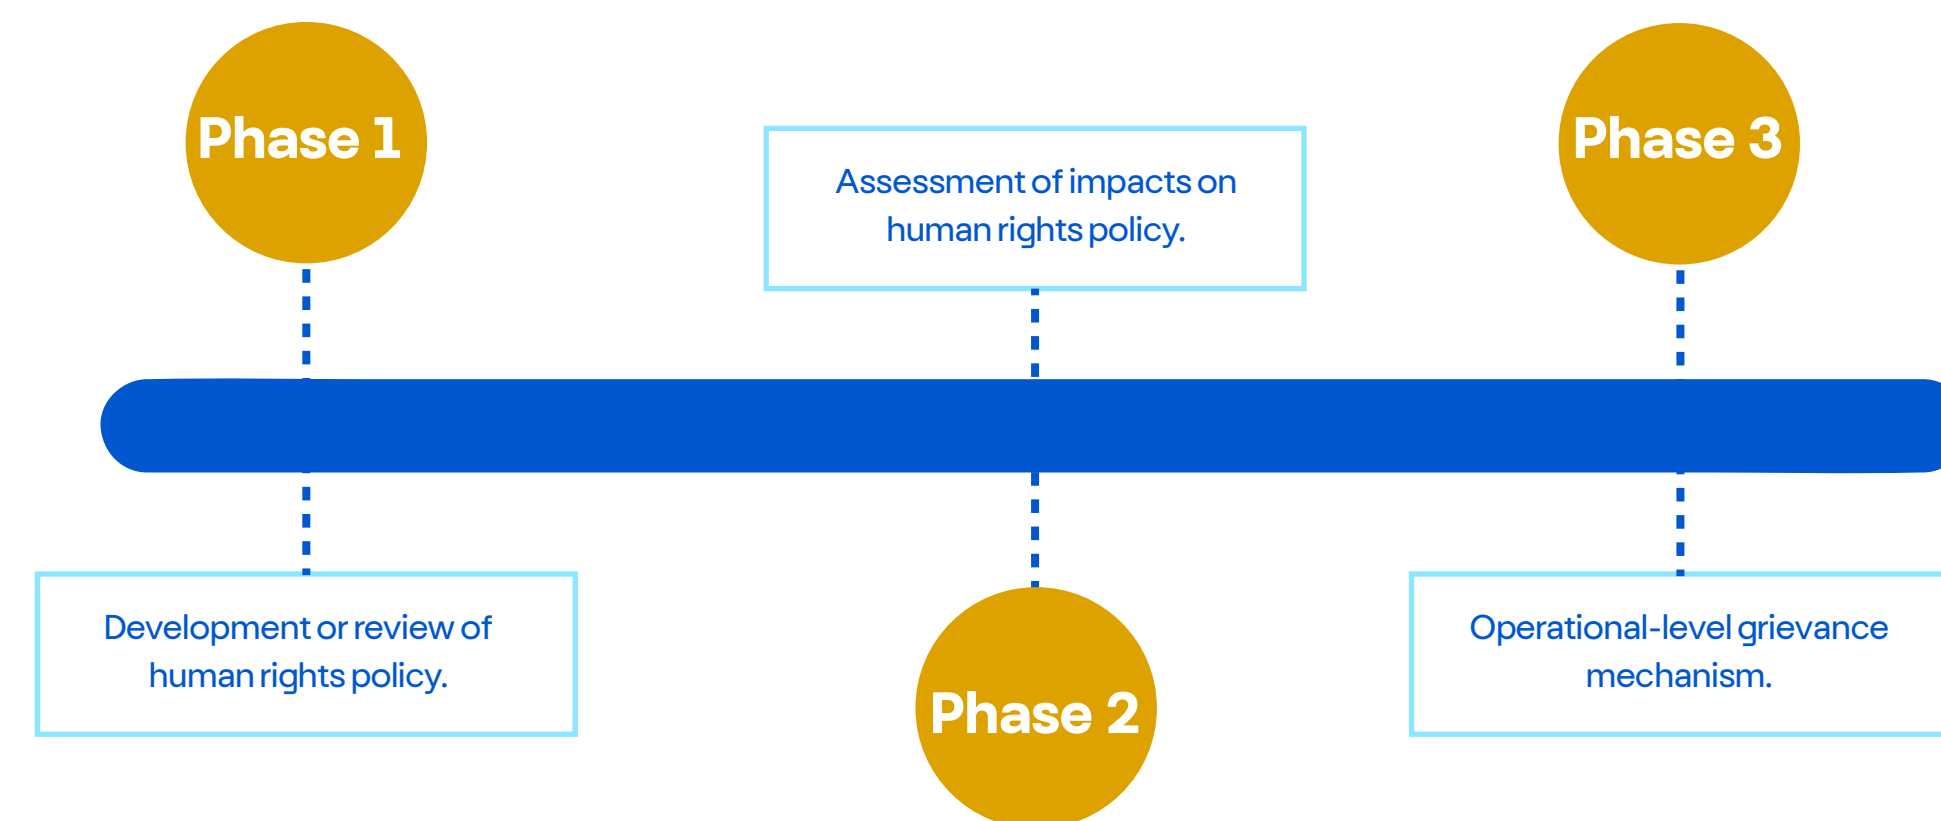 Phase 1
Development or review of
human rights policy.
Assessment of impacts on
human rights policy.
Phase 2
Phase 3
Operational-level grievance
mechanism.